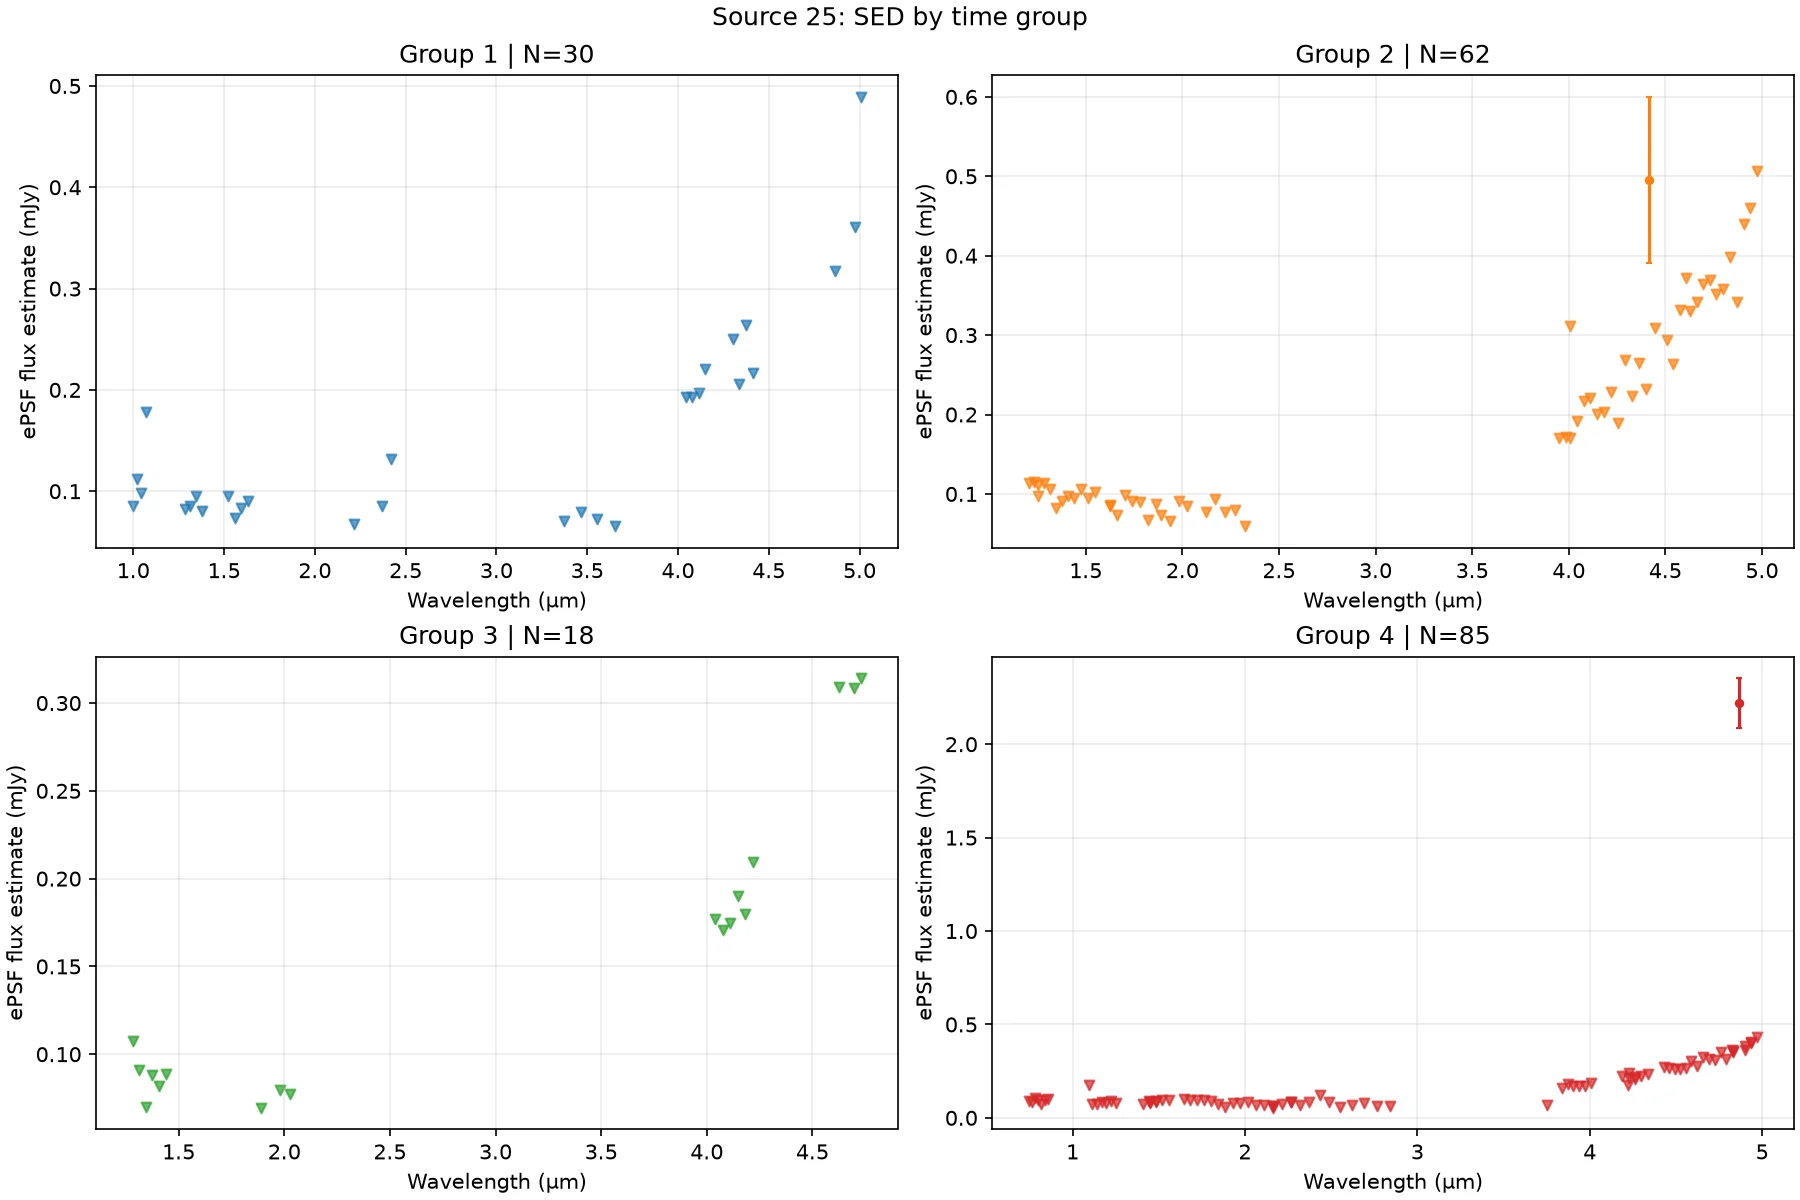 Source 25: SED by time group
Group 1 | N=30
ePSF flux estimate (mJy)
0.5
0.4
0.3
0.2
0.1
1.0 1.5 2.0 2.5 3.0 3.5 4.0 4.5 5.0
Wavelength (μm)
Group 2 | N=62
ePSF flux estimate (mJy)
0.6
0.5
0.4
0.3
0.2
0.1
1.5 2.0 2.5 3.0 3.5 4.0 4.5 5.0
Wavelength (μm)
Group 3 | N=18
ePSF flux estimate (mJy)
0.30
0.25
0.20
0.15
0.10
1.5 2.0 2.5 3.0 3.5 4.0 4.5
Wavelength (μm)
Group 4 | N=85
ePSF flux estimate (mJy)
2.0
1.5
1.0
0.5
0.0
1 2 3 4 5
Wavelength (μm)